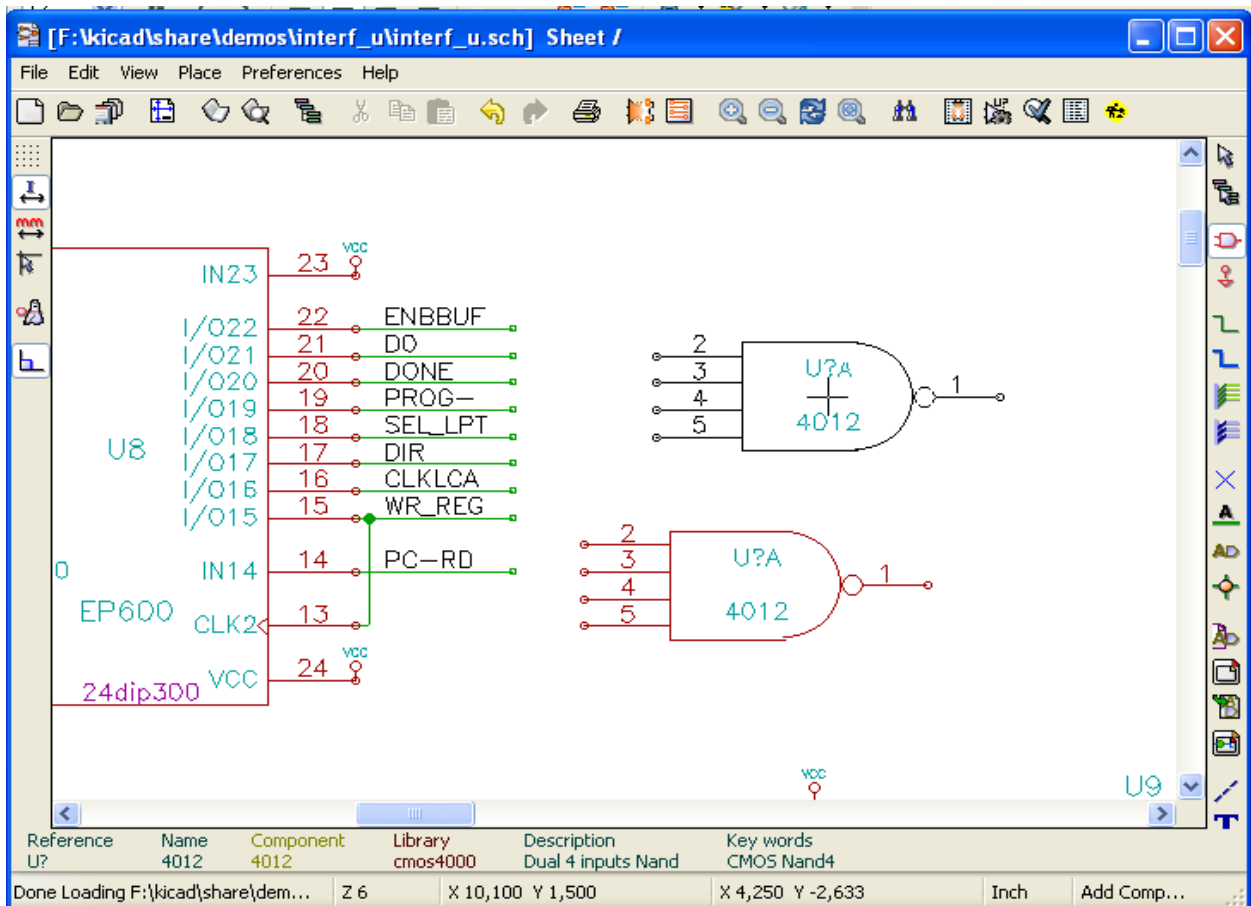 [F:\kicad\share\demos\interf_u\interf_u.sch] Sheet /
File Edit View Place Preferences Help
mm
IN23 23 VCC
I/O22 22 ENBBUF
I/O21 21 DO
I/O20 20 DONE
I/O19 19 PROG-
I/O18 18 SEL_LPT
I/O17 17 DIR
I/O16 16 CLKLCA
I/O15 15 WR_REG
U8
0 IN14 14 PC-RD
EP600 CLK2 13
VCC 24 VCC
24dip300
2
3 U?A
4 1
5 4012
2
3 U?A
4 1
5 4012
VCC
U9
Reference Name Component Library Description Key words
U? 4012 4012 cmos4000 Dual 4 inputs Nand CMOS Nand4
Done Loading F:\kicad\share\dem... Z 6 X 10,100 Y 1,500 X 4,250 Y -2,633 Inch Add Comp...